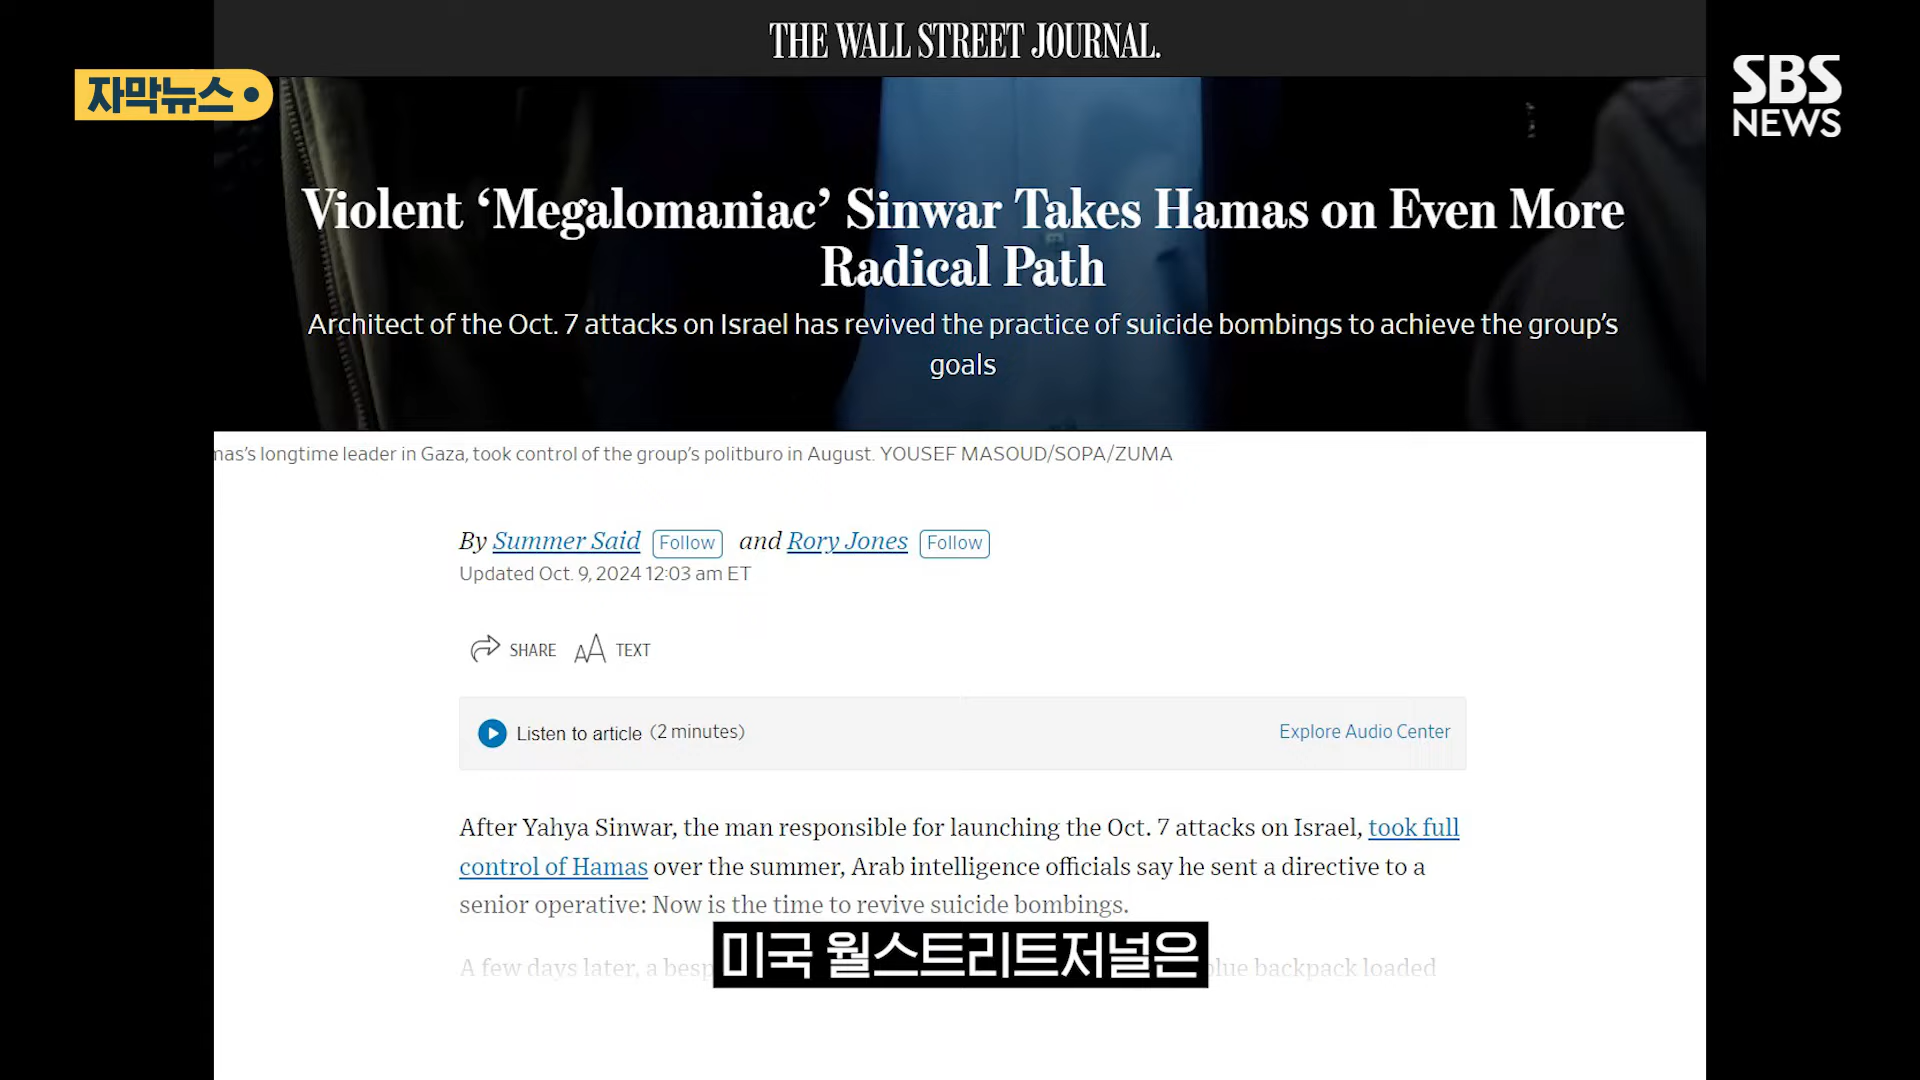 THE WALL STREET JOURNAL.
자막뉴스
SBS
NEWS
Violent ‘Megalomaniac’ Sinwar Takes Hamas on Even More
Radical Path
Architect of the Oct. 7 attacks on Israel has revived the practice of suicide bombings to achieve the group’s
goals
longtime leader in Gaza, took control of the group’s politburo in August. YOUSEF MASOUD/SOPA/ZUMA
By Summer Said Follow and Rory Jones Follow
Updated Oct. 9, 2024 12:03 am ET
SHARE AA TEXT
Listen to article (2 minutes)
Explore Audio Center
After Yahya Sinwar, the man responsible for launching the Oct. 7 attacks on Israel, took full
control of Hamas over the summer, Arab intelligence officials say he sent a directive to a
senior operative: Now is the time to revive suicide bombings.
A few days later, a blue backpack loaded
미국 월스트리트저널은